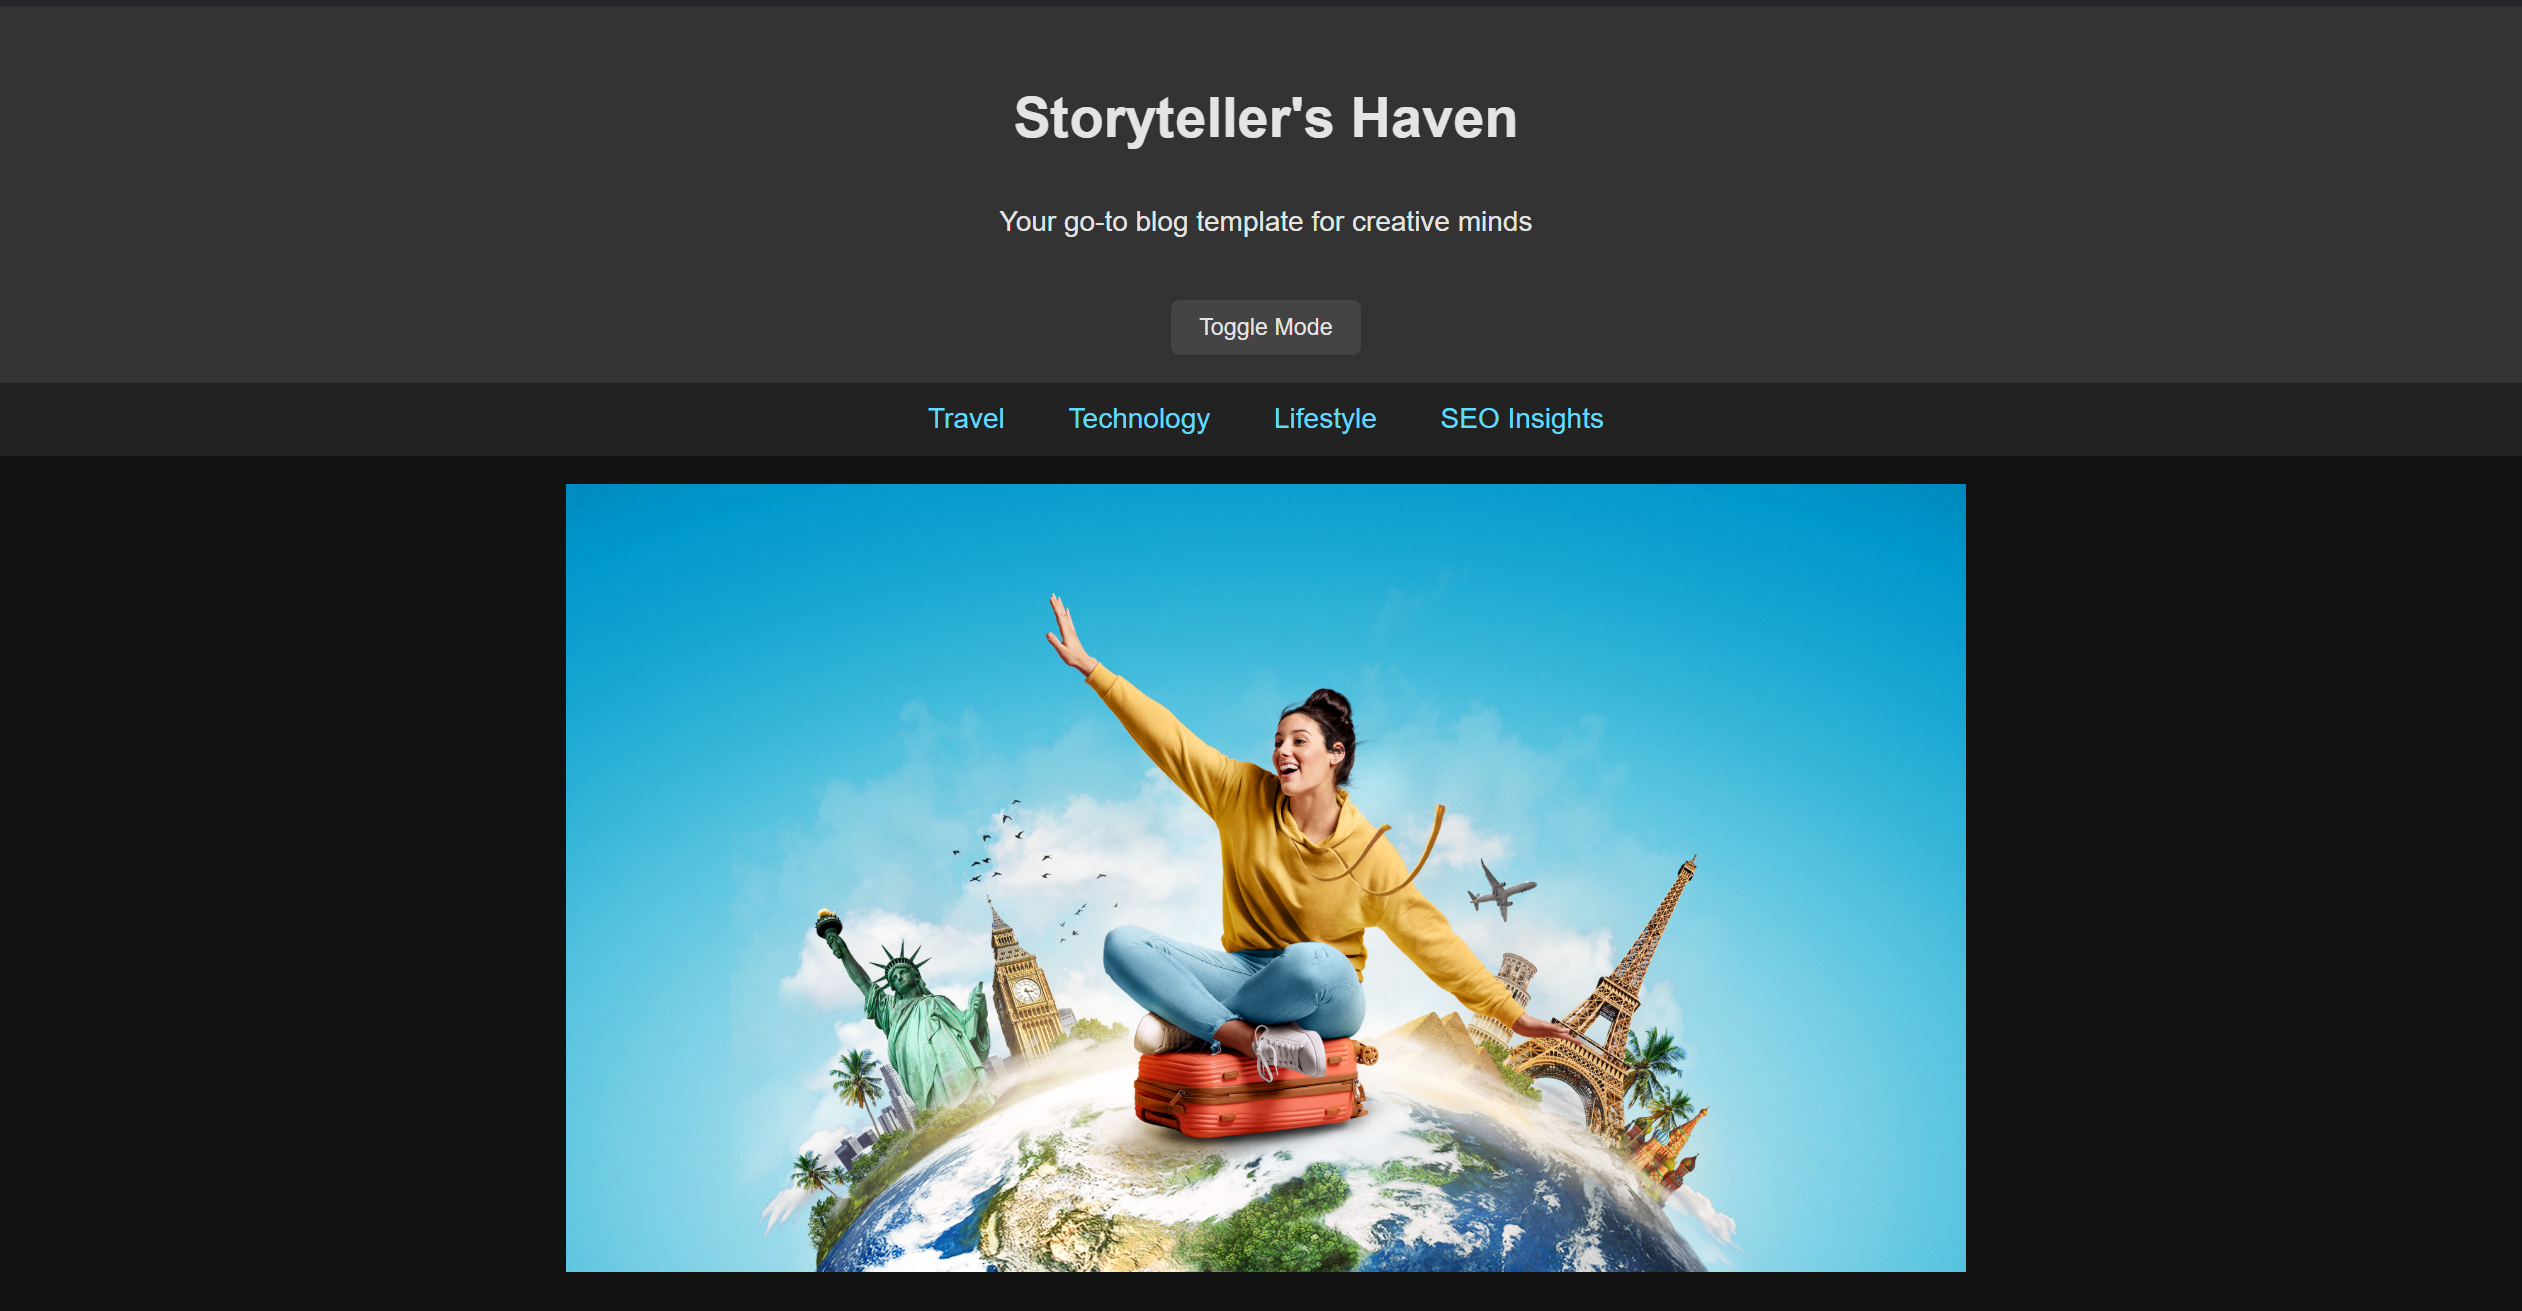 Storyteller's Haven
Your go-to blog template for creative minds
Toggle Mode
Travel Technology Lifestyle SEO Insights